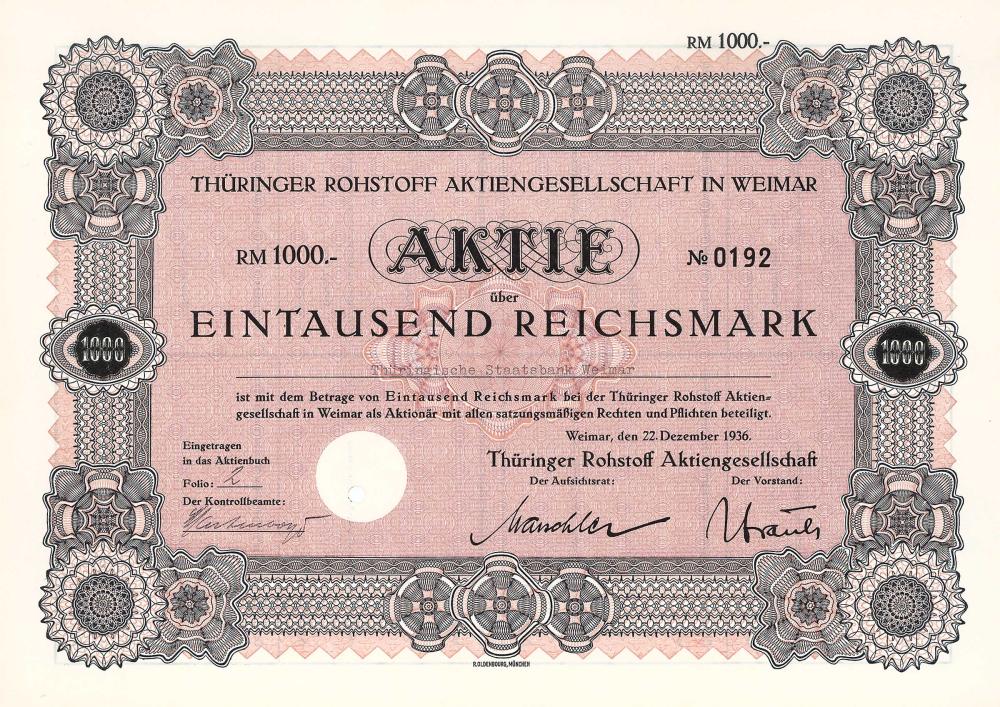 RM 1000.-
THÜRINGER ROHSTOFF AKTIENGESELLSCHAFT IN WEIMAR
RM 1000.- AKTIE № 0192
über
EINTAUSEND REICHSMARK
1000 1000
Thüringische Staatsbank Weimar
ist mit dem Betrage von Eintausend Reichsmark bei der Thüringer Rohstoff Aktien=
gesellschaft in Weimar als Aktionär mit allen satzungsmäßigen Rechten und Pflichten beteiligt.
Weimar, den 22. Dezember 1936.
Eingetragen
in das Aktienbuch
Folio:
Der Kontrollbeamte:
Thüringer Rohstoff Aktiengesellschaft
Der Aufsichtsrat: Der Vorstand:
R.OLDENBOURG, MÜNCHEN